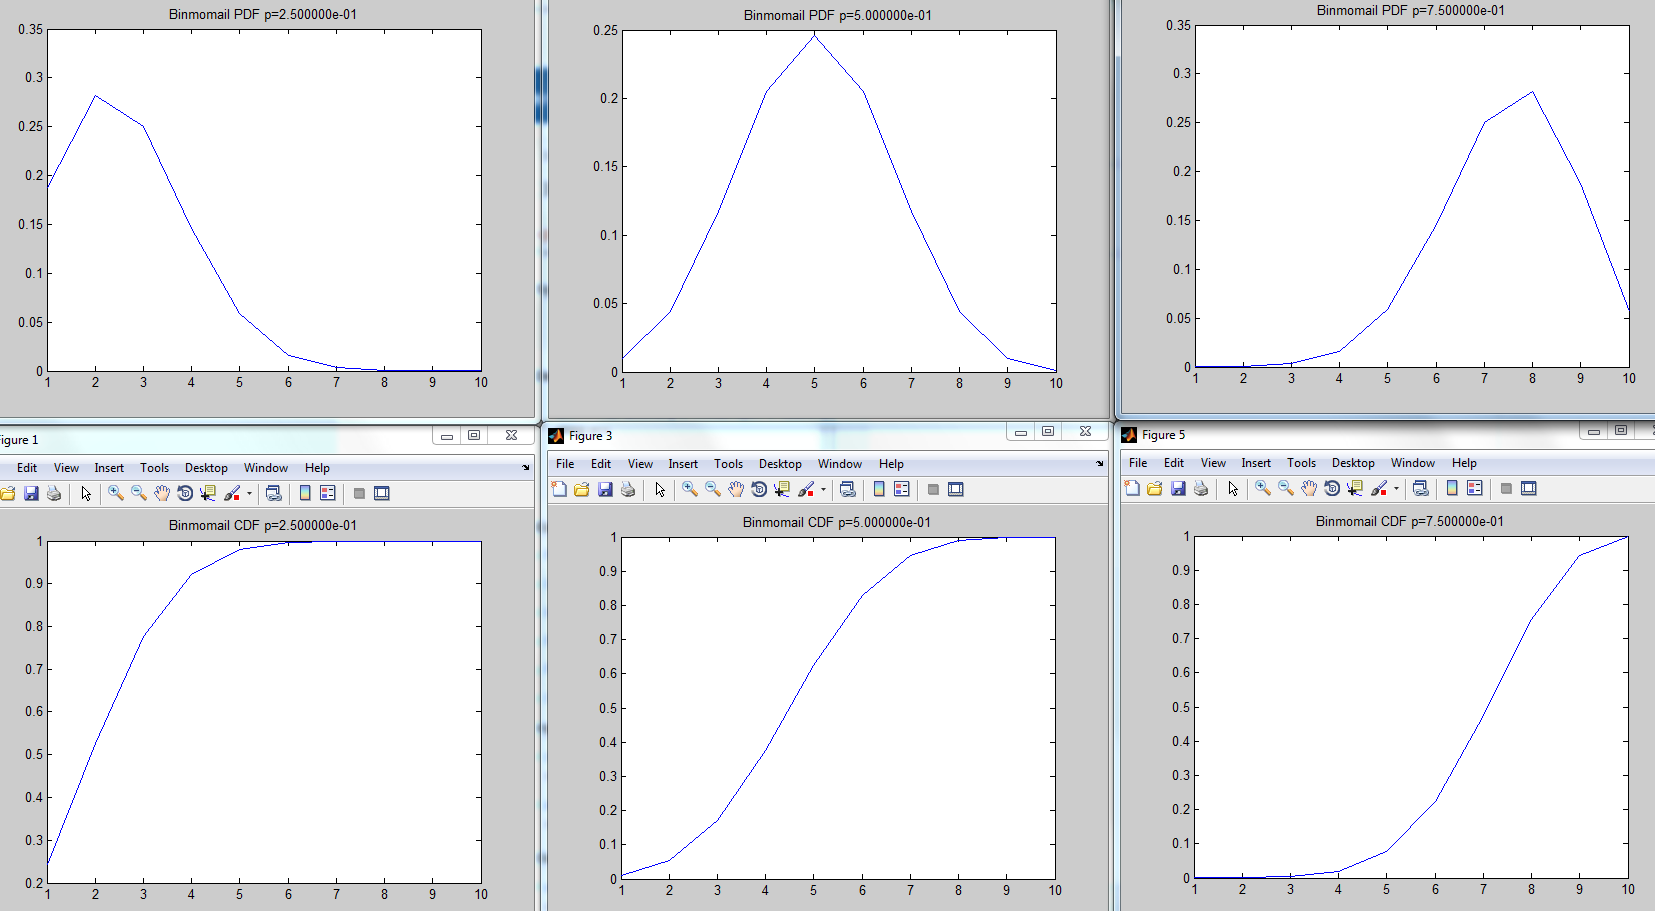 Binmomail PDF p=2.500000e-01
0.35
0.3
0.25
0.2
0.15
0.1
0.05
0
1 2 3 4 5 6 7 8 9 10
Binmomail PDF p=5.000000e-01
0.25
0.2
0.15
0.1
0.05
0
1 2 3 4 5 6 7 8 9 10
Binmomail PDF p=7.500000e-01
0.35
0.3
0.25
0.2
0.15
0.1
0.05
0
1 2 3 4 5 6 7 8 9 10
igure 1
Edit View Insert Tools Desktop Window Help
Binmomail CDF p=2.500000e-01
1
0.9
0.8
0.7
0.6
0.5
0.4
0.3
0.2
1 2 3 4 5 6 7 8 9 10
Figure 3
File Edit View Insert Tools Desktop Window Help
Binmomail CDF p=5.000000e-01
1
0.9
0.8
0.7
0.6
0.5
0.4
0.3
0.2
0.1
0
1 2 3 4 5 6 7 8 9 10
Figure 5
File Edit View Insert Tools Desktop Window Help
Binmomail CDF p=7.500000e-01
1
0.9
0.8
0.7
0.6
0.5
0.4
0.3
0.2
0.1
0
1 2 3 4 5 6 7 8 9 10